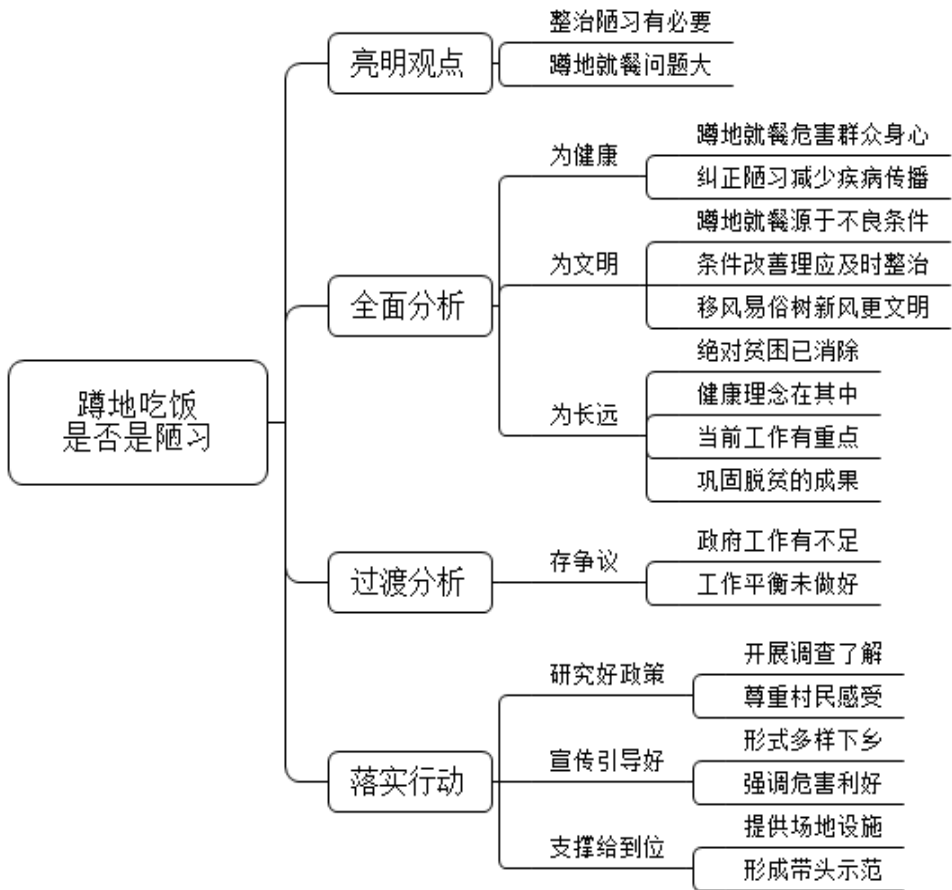 蹲地吃饭
是否是陋习
亮明观点
整治陋习有必要
蹲地就餐问题大
全面分析
为健康
蹲地就餐危害群众身心
纠正陋习减少疾病传播
为文明
蹲地就餐源于不良条件
条件改善理应及时整治
移风易俗树新风更文明
为长远
绝对贫困已消除
健康理念在其中
当前工作有重点
巩固脱贫的成果
过渡分析
存争议
政府工作有不足
工作平衡未做好
落实行动
研究好政策
开展调查了解
尊重村民感受
宣传引导好
形式多样下乡
强调危害利好
支撑给到位
提供场地设施
形成带头示范